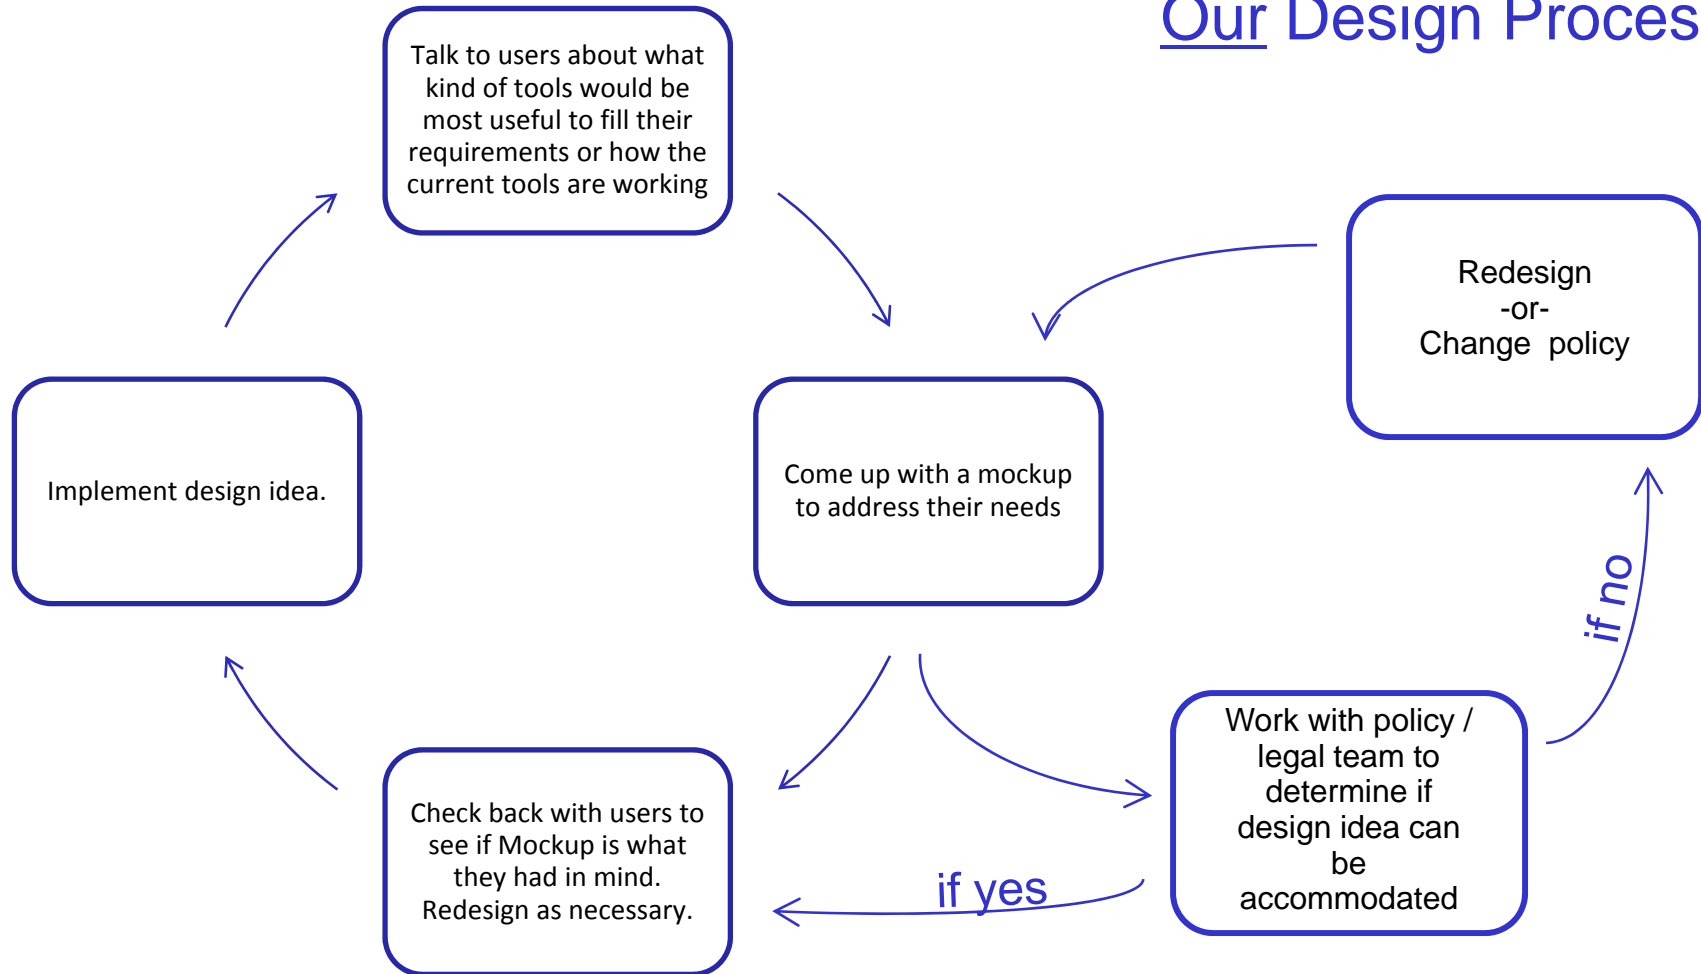 Our Design Proces
Talk to users about what
kind of tools would be
most useful to fill their
requirements or how the
current tools are working
Redesign
-or-
Change policy
Implement design idea.
Come up with a mockup
to address their needs
if no
Work with policy /
legal team to
determine if
design idea can
be
accommodated
Check back with users to
see if Mockup is what
they had in mind.
Redesign as necessary.
if yes